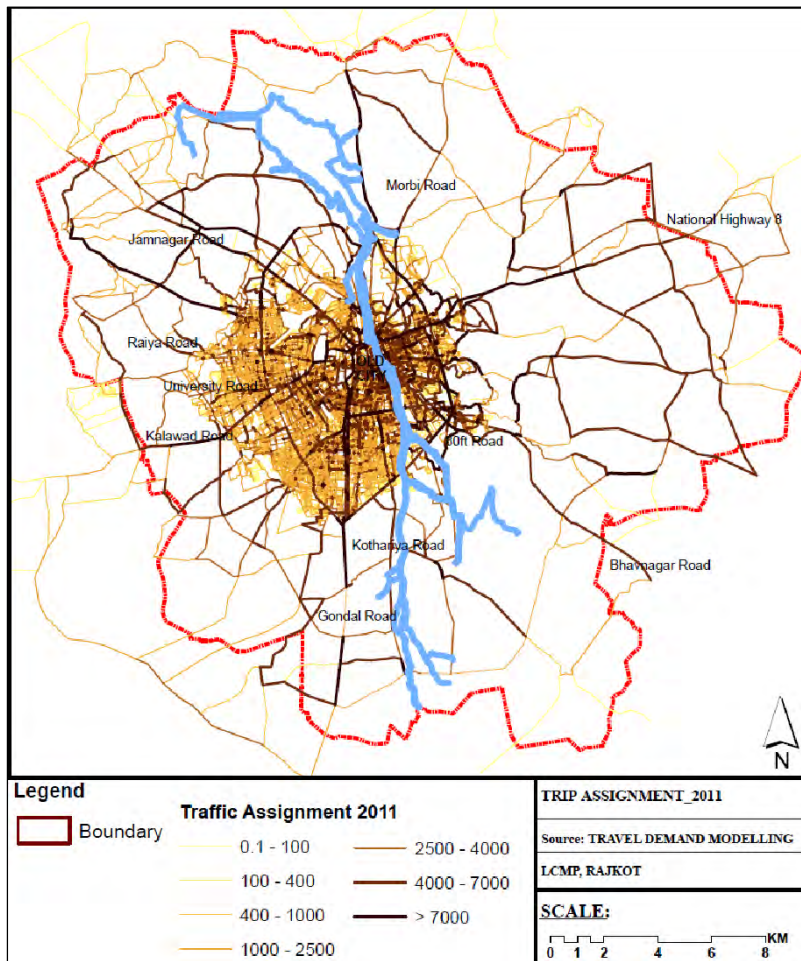 Morbi Road
National Highway 8
Jamnagar Road
Raiya Road
OLD
CITY
University Road
Kalawad Road
80ft Road
Kothariya Road
Bhavnagar Road
Gondal Road
N
Legend
Boundary
Traffic Assignment 2011
0.1 - 100
100 - 400
400 - 1000
1000 - 2500
2500 - 4000
4000 - 7000
> 7000
TRIP ASSIGNMENT_2011
Source: TRAVEL DEMAND MODELLING
LCMP, RAJKOT
SCALE:
KM
0 1 2 4 6 8